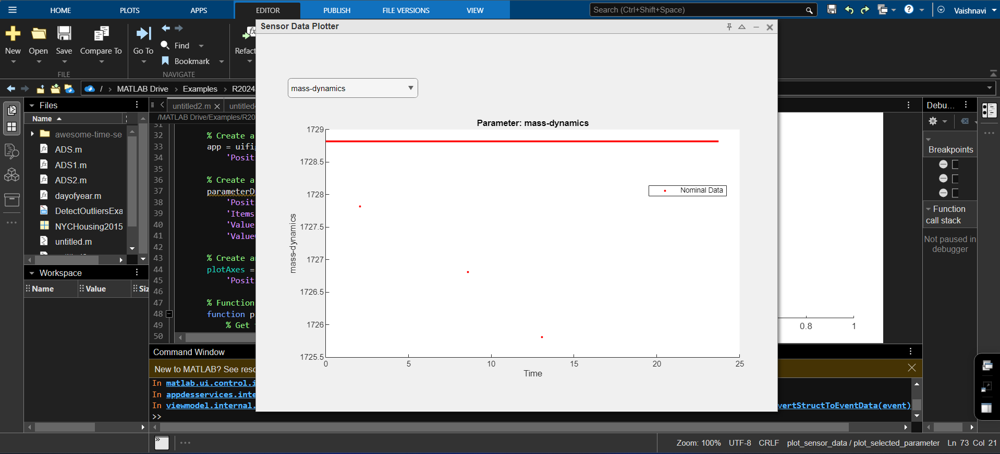 HOME
PLOTS
APPS
EDITOR
PUBLISH
FILE VERSIONS
VIEW
Search (Ctrl+Shift+Space)
Vaishnavi
New
Open
Save
Compare To
Go To
Find
Bookmark
Refact
FILE
NAVIGATE
/ › MATLAB Drive › Examples › R2024
Sensor Data Plotter
mass-dynamics
Parameter: mass-dynamics
1729
1728.5
1728
1727.5
1727
1726.5
1726
1725.5
mass-dynamics
Nominal Data
0 5 10 15 20 25
Time
Files
Name
awesome-time-se
ADS.m
ADS1.m
ADS2.m
dayofyear.m
DetectOutliersExa
NYCHousing2015
untitled.m
Workspace
Name
Value
Siz
untitled2.m
untitled
/MATLAB Drive/Examples/R20
31
32 % Create a
33 app = uifi
34 'Posit
35
36 % Create a
37 parameterD
38 'Posit
39 'Items
40 'Value
41 'Value
42
43 % Create a
44 plotAxes =
45 'Posit
46
47 % Function
48 function p
49 % Get
50
0.8 1
Debu...
Breakpoints
Function
call stack
Not paused in
debugger
Command Window
New to MATLAB? See reso
In matlab.ui.control.i
In appdesservices.inte
In viewmodel.internal.
vertStructToEventData(event)
>>
Zoom: 100%
UTF-8
CRLF
plot_sensor_data / plot_selected_parameter
Ln 73 Col 21